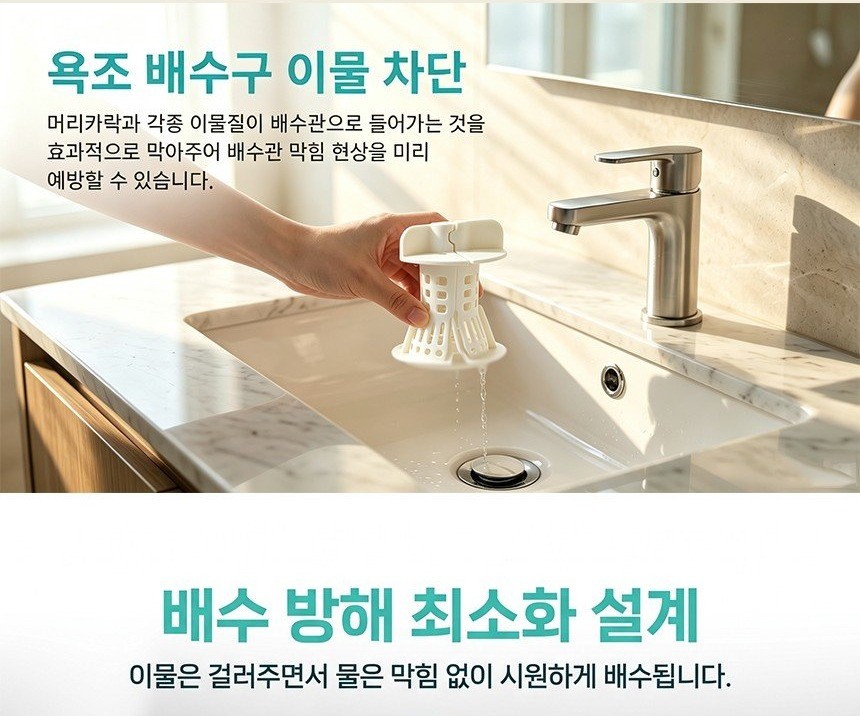 욕조 배수구 이물 차단
머리카락과 각종 이물질이 배수관으로 들어가는 것을
효과적으로 막아주어 배수관 막힘 현상을 미리
예방할 수 있습니다.
배수 방해 최소화 설계
이물은 걸러주면서 물은 막힘 없이 시원하게 배수됩니다.